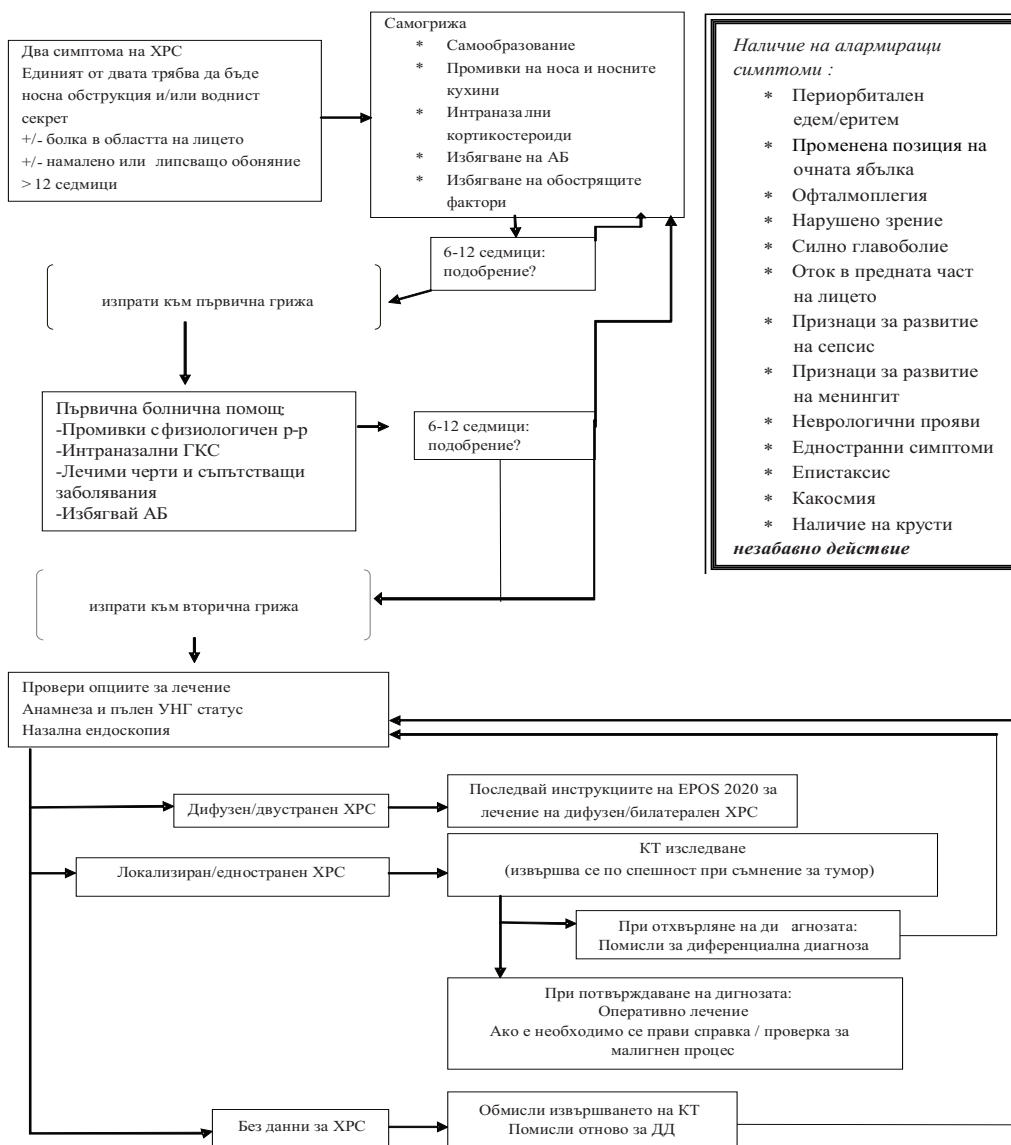 Два симптома на ХРС
Единият от двата трябва да бъде
носна обструкция и/или воднист
секрет
+/- болка в областта на лицето
+/- намалено или липсващо обоняние
> 12 седмици
Самогрижа
* Самообразование
* Промивки на носа и носните
кухини
* Интраназални
кортикостероиди
* Избягване на АБ
* Избягване на обострящите
фактори
6-12 седмици:
подобрение?
изпрати към първична грижа
Първична болнична помощ:
-Промивки с физиологичен р-р
-Интраназални ГКС
-Лечими черти и съпътстващи
заболявания
-Избягвай АБ
6-12 седмици:
подобрение?
изпрати към вторична грижа
Наличие на алармиращи
симптоми :
* Периорбитален
едем/еритем
* Променена позиция на
очната ябълка
* Офталмоплегия
* Нарушено зрение
* Силно главоболие
* Оток в предната част
на лицето
* Признаци за развитие
на сепсис
* Признаци за развитие
на менингит
* Неврологични прояви
* Едностранни симптоми
* Епистаксис
* Какосмия
* Наличие на крусти
незабавно действие
Провери опциите за лечение
Анамнеза и пълен УНГ статус
Назална ендоскопия
Дифузен/двустранен ХРС
Последвай инструкциите на EPOS 2020 за
лечение на дифузен/билатерален ХРС
Локализиран/едностранен ХРС
КТ изследване
(извършва се по спешност при съмнение за тумор)
При отхвърляне на ди агнозата:
Помисли за диференциална диагноза
При потвърждаване на дигнозата:
Оперативно лечение
Ако е необходимо се прави справка / проверка за
малигнен процес
Без данни за ХРС
Обмисли извършването на КТ
Помисли отново за ДД